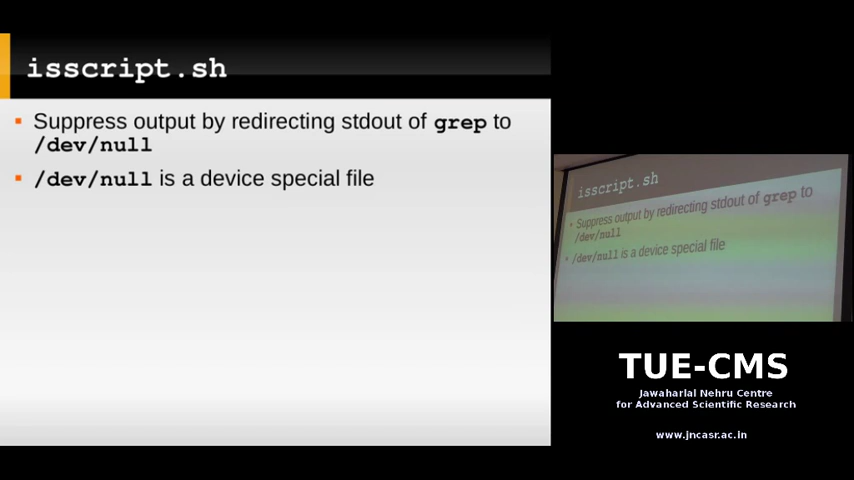 isscript.sh
Suppress output by redirecting stdout of grep to
/dev/null
/dev/null is a device special file
isscript.sh
Suppress output by redirecting stdout of grep to
/dev/null
/dev/null is a device special file
TUE-CMS
Jawaharlal Nehru Centre
for Advanced Scientific Research
www.jncasr.ac.in